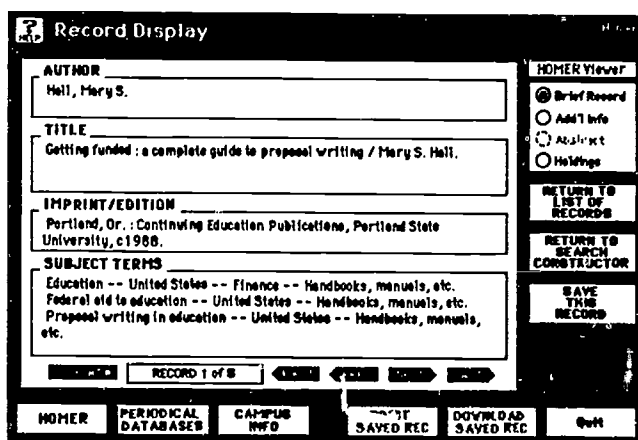 ?
HELP
Record Display
HOMER Viewer
AUTHOR
Hall, Mary S.
Brief Record
Add'l Info
Abstract
Holdings
TITLE
Getting funded : a complete guide to proposal writing / Mary S. Hall.
RETURN TO
LIST OF
RECORDS
IMPRINT/EDITION
Portland, Or. : Continuing Education Publications, Portland State
University, c1988.
RETURN TO
SEARCH
CONSTRUCTOR
SUBJECT TERMS
Education -- United States -- Finance -- Handbooks, manuals, etc.
Federal aid to education -- United States -- Handbooks, manuals, etc.
Proposal writing in education -- United States -- Handbooks, manuals,
etc.
SAVE
THIS
RECORD
RECORD 1 of 8
HOMER
PERIODICAL
DATABASES
CAMPUS
INFO
SAVED REC
DOWNLOAD
SAVED REC
Quit